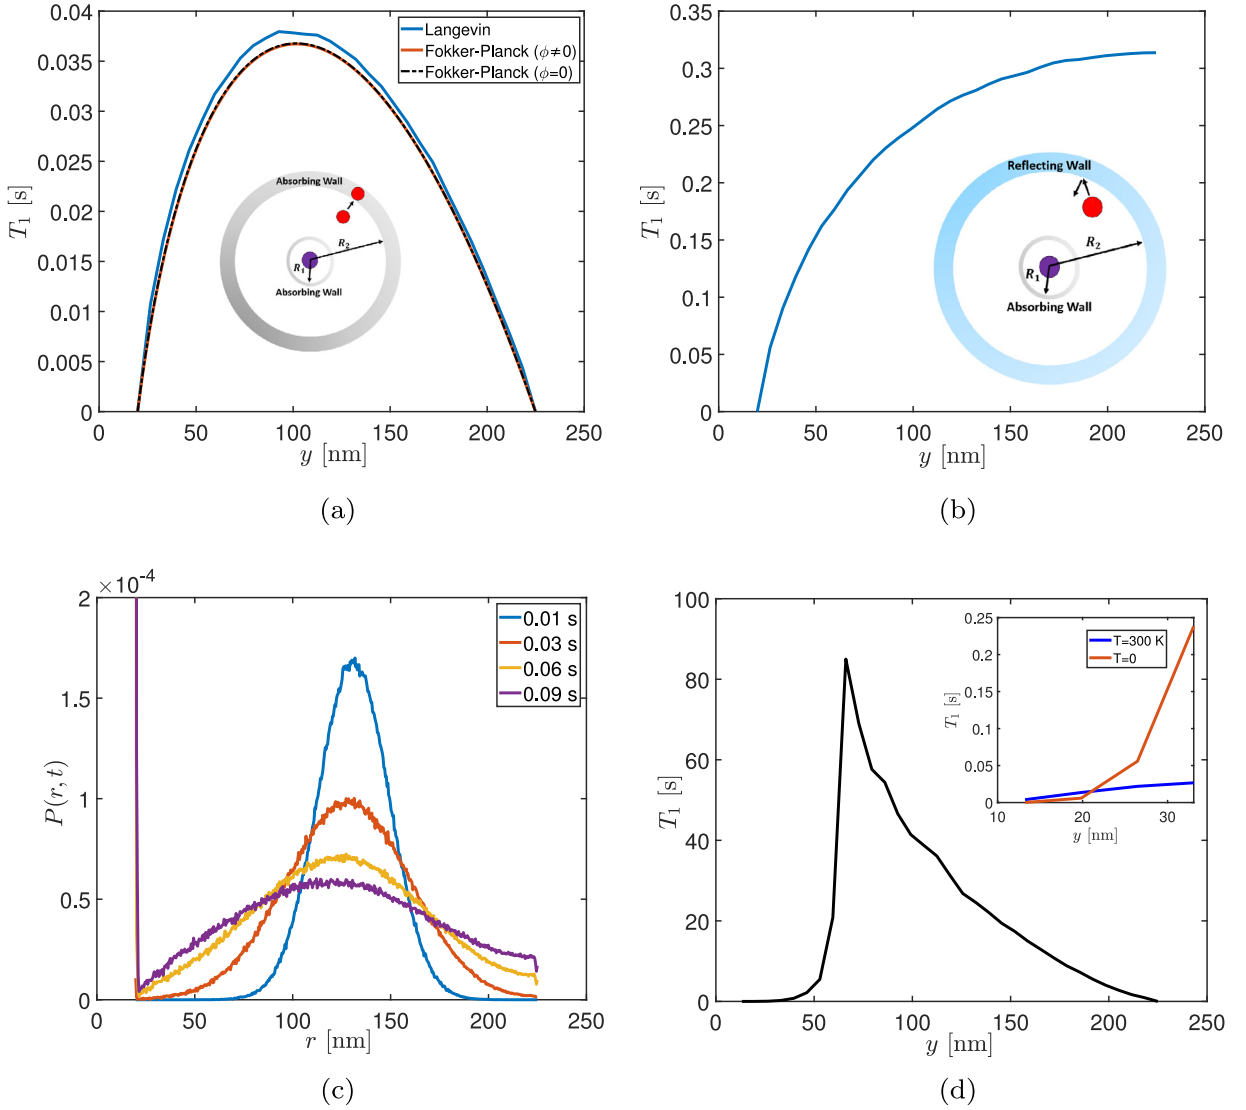 0.04
0.035
0.03
0.025
0.02
0.015
0.01
0.005
0
T₁ [s]
0 50 100 150 200 250
y [nm]
Langevin
Fokker-Planck (ϕ≠0)
Fokker-Planck (ϕ=0)
Absorbing Wall
R₂
R₁
Absorbing Wall
(a)
0.35
0.3
0.25
0.2
0.15
0.1
0.05
0
T₁ [s]
0 50 100 150 200 250
y [nm]
Reflecting Wall
R₂
R₁
Absorbing Wall
(b)
×10⁻⁴
2
1.5
1
0.5
0
P(r, t)
0 50 100 150 200 250
r [nm]
0.01 s
0.03 s
0.06 s
0.09 s
(c)
100
80
60
40
20
0
T₁ [s]
0 50 100 150 200 250
y [nm]
0.25
0.2
0.15
0.1
0.05
0
T₁ [s]
10 20 30
y [nm]
T=300 K
T=0
(d)